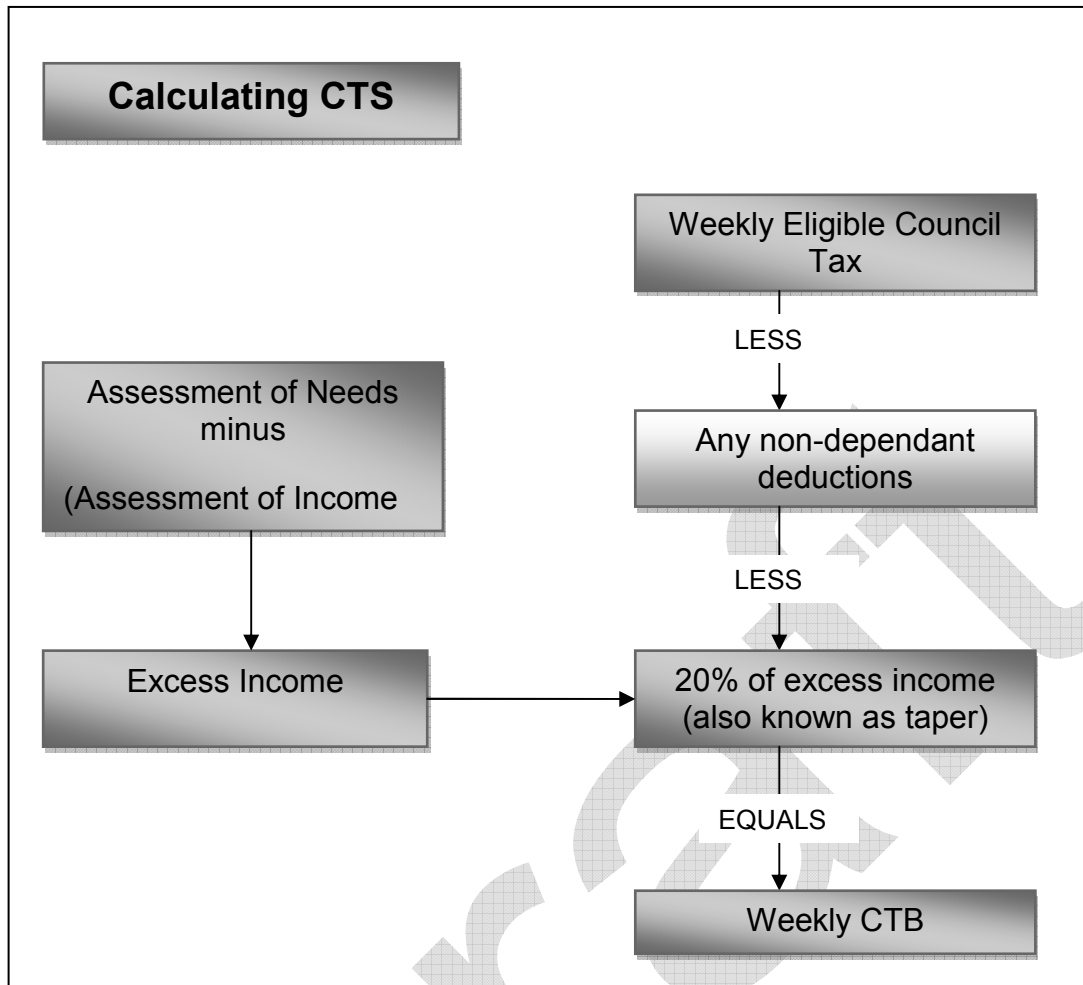 Calculating CTS
Weekly Eligible Council
Tax
LESS
Assessment of Needs
minus
(Assessment of Income
Any non-dependant
deductions
LESS
Excess Income
20% of excess income
(also known as taper)
EQUALS
Weekly CTB